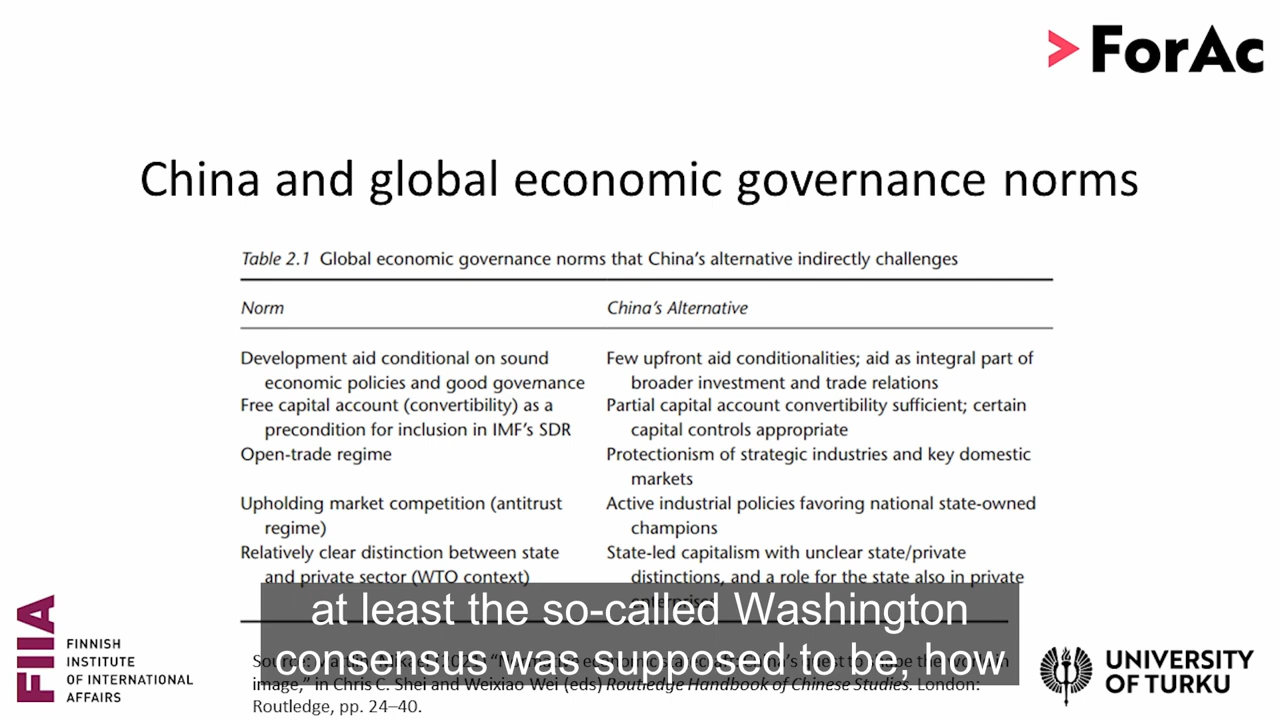 > ForAc
China and global economic governance norms
Table 2.1 Global economic governance norms that China's alternative indirectly challenges
Norm China's Alternative
Development aid conditional on sound economic policies and good governance
Few upfront aid conditionalities; aid as integral part of broader investment and trade relations
Free capital account (convertibility) as a precondition for inclusion in IMF's SDR
Partial capital account convertibility sufficient; certain capital controls appropriate
Open-trade regime
Protectionism of strategic industries and key domestic markets
Upholding market competition (antitrust regime)
Active industrial policies favoring national state-owned champions
Relatively clear distinction between state and private sector (WTO context)
State-led capitalism with unclear state/private distinctions, and a role for the state also in private
at least the so-called Washington
consensus was supposed to be, how
image," in Chris C. Shei and Weixiao Wei (eds) Routledge Handbook of Chinese Studies. London:
Routledge, pp. 24–40.
FIIA
FINNISH
INSTITUTE
OF INTERNATIONAL
AFFAIRS
UNIVERSITY
OF TURKU